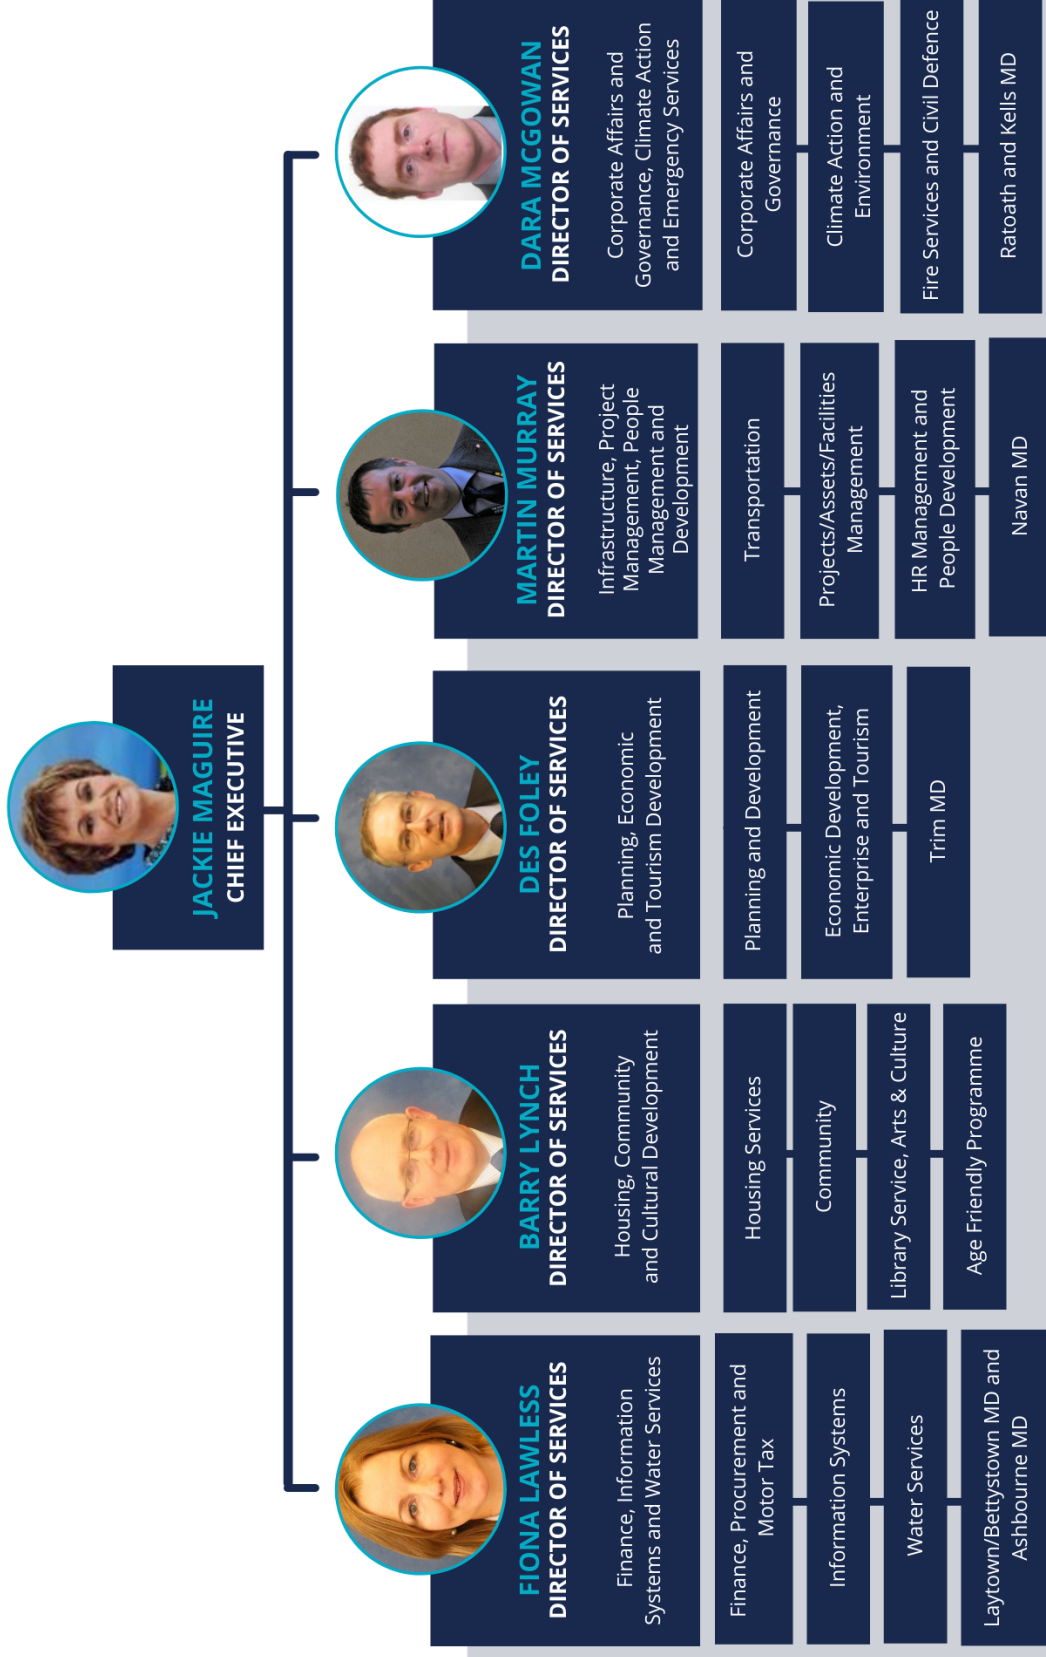 JACKIE MAGUIRE
CHIEF EXECUTIVE
FIONA LAWLESS
DIRECTOR OF SERVICES
Finance, Information
Systems and Water Services
Finance, Procurement and
Motor Tax
Information Systems
Water Services
Laytown/Bettystown MD and
Ashbourne MD
BARRY LYNCH
DIRECTOR OF SERVICES
Housing, Community
and Cultural Development
Housing Services
Community
Library Service, Arts & Culture
Age Friendly Programme
DES FOLEY
DIRECTOR OF SERVICES
Planning, Economic
and Tourism Development
Planning and Development
Economic Development,
Enterprise and Tourism
Trim MD
MARTIN MURRAY
DIRECTOR OF SERVICES
Infrastructure, Project
Management, People
Management and
Development
Transportation
Projects/Assets/Facilities
Management
HR Management and
People Development
Navan MD
DARA MCGOWAN
DIRECTOR OF SERVICES
Corporate Affairs and
Governance, Climate Action
and Emergency Services
Corporate Affairs and
Governance
Climate Action and
Environment
Fire Services and Civil Defence
Ratoath and Kells MD